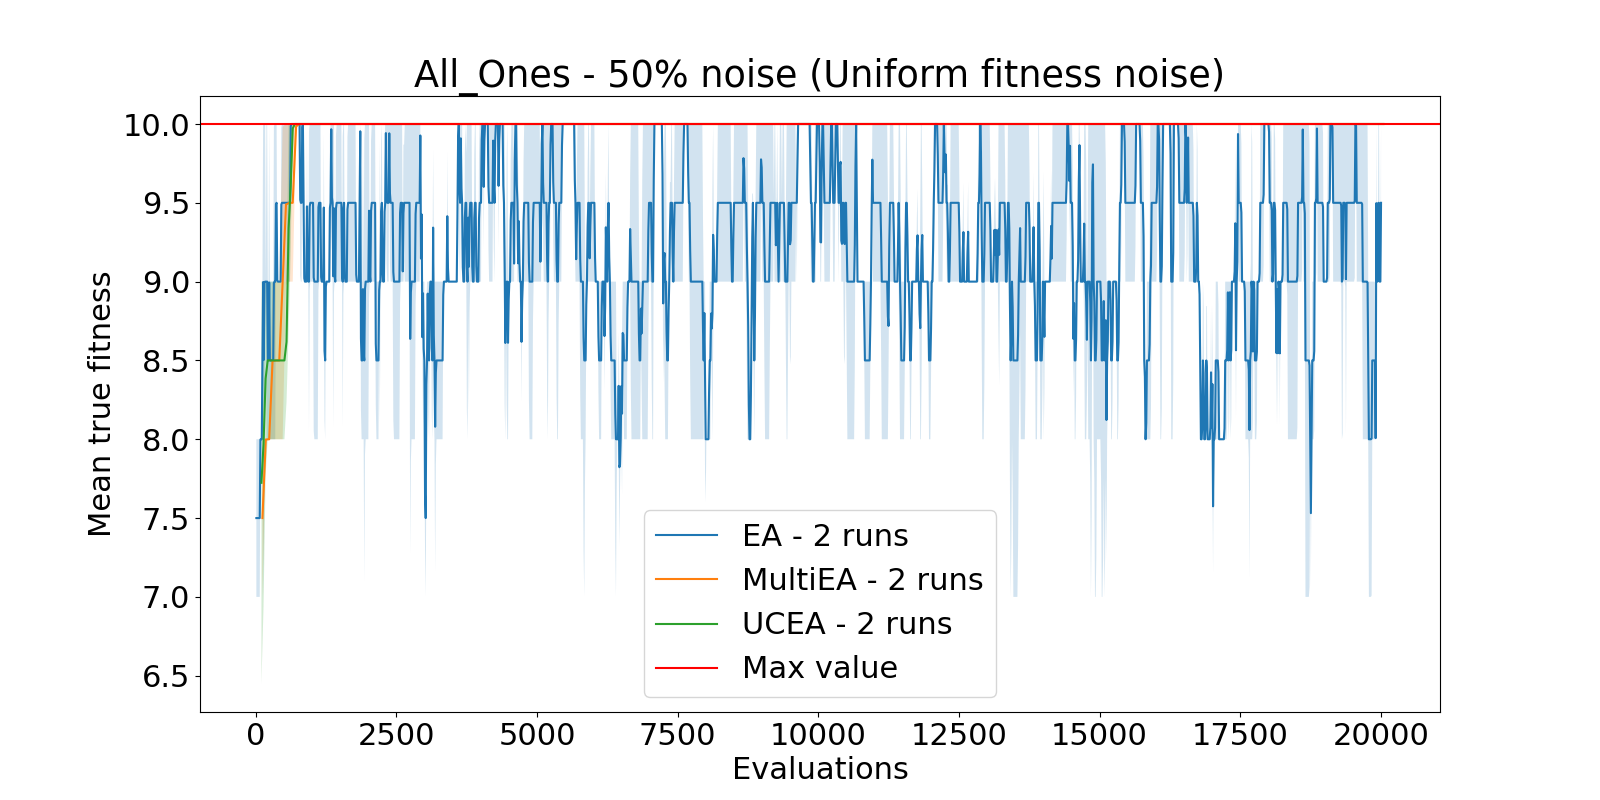 All_Ones - 50% noise (Uniform fitness noise)
Mean true fitness
10.0
9.5
9.0
8.5
8.0
7.5
7.0
6.5
EA - 2 runs
MultiEA - 2 runs
UCEA - 2 runs
Max value
0 2500 5000 7500 10000 12500 15000 17500 20000
Evaluations